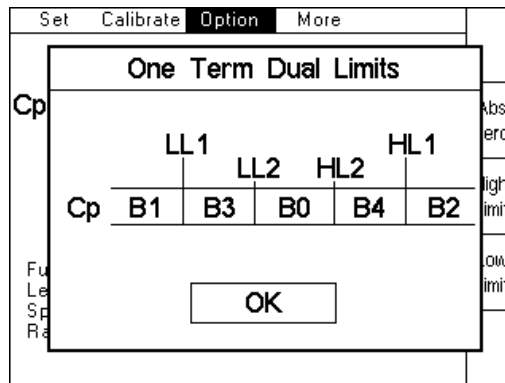 Set Calibrate Option More
One Term Dual Limits
Cp
LL1 HL1
LL2 HL2
Cp B1 B3 B0 B4 B2
OK